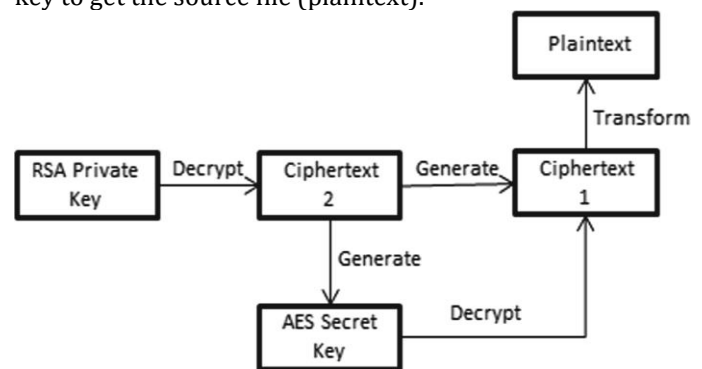 key to get the source file (plaintext).
Plaintext
Transform
RSA Private
Key
Decrypt
Ciphertext
2
Generate
Ciphertext
1
Generate
AES Secret
Key
Decrypt